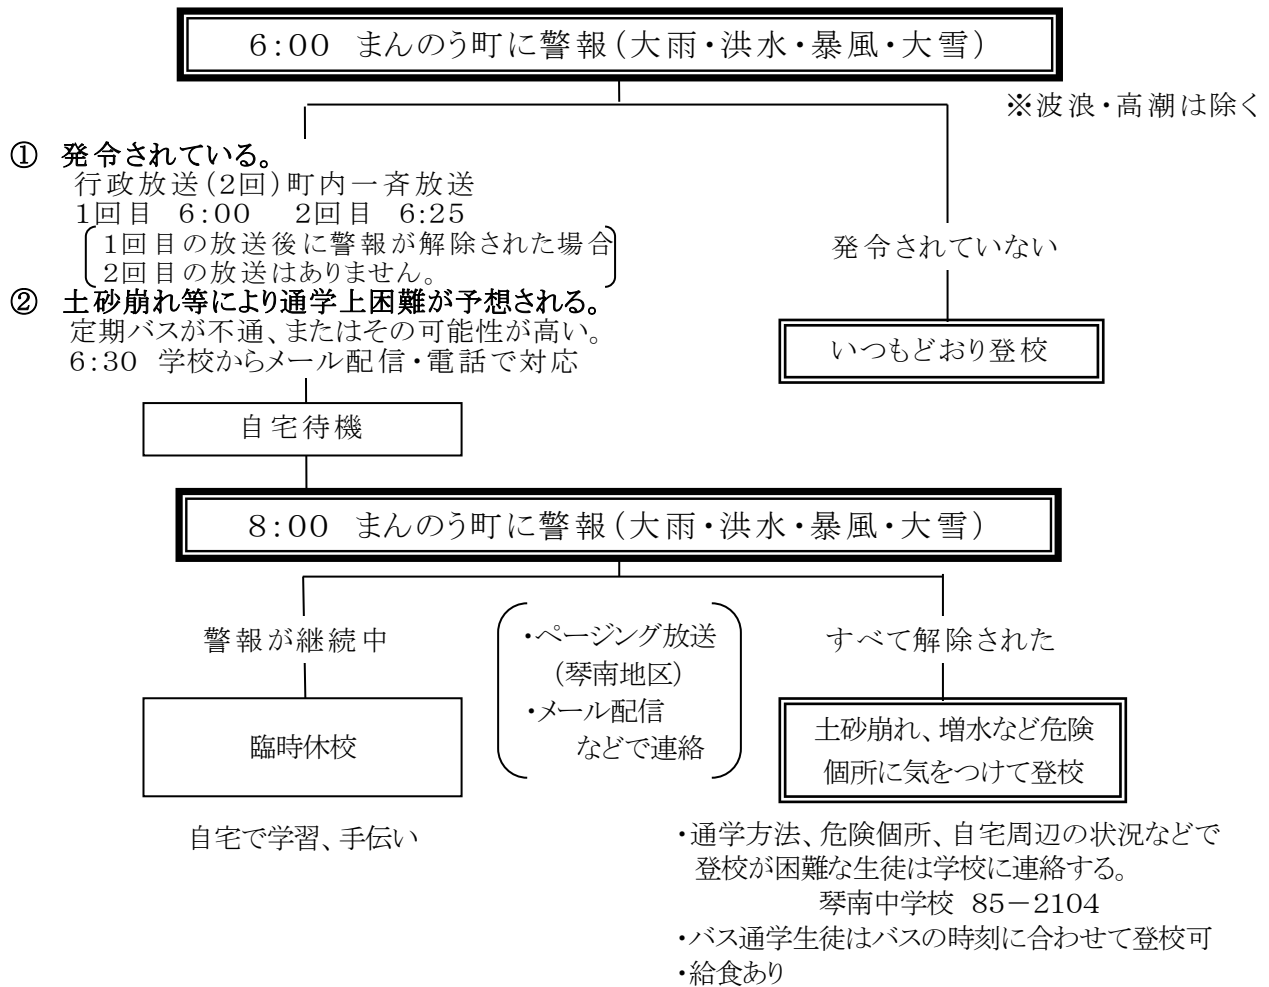 6:00 まんのう町に警報(大雨・洪水・暴風・大雪)
※波浪・高潮は除く
① 発令されている。
行政放送(2回)町内一斉放送
1回目 6:00 2回目 6:25
1回目の放送後に警報が解除された場合
2回目の放送はありません。
発令されていない
② 土砂崩れ等により通学上困難が予想される。
定期バスが不通、またはその可能性が高い。
6:30 学校からメール配信・電話で対応
いつもどおり登校
自宅待機
8:00 まんのう町に警報(大雨・洪水・暴風・大雪)
警報が継続中
・ページング放送
(琴南地区)
・メール配信
などで連絡
すべて解除された
臨時休校
土砂崩れ、増水など危険
個所に気をつけて登校
自宅で学習、手伝い
・通学方法、危険個所、自宅周辺の状況などで
登校が困難な生徒は学校に連絡する。
琴南中学校 85-2104
・バス通学生徒はバスの時刻に合わせて登校可
・給食あり